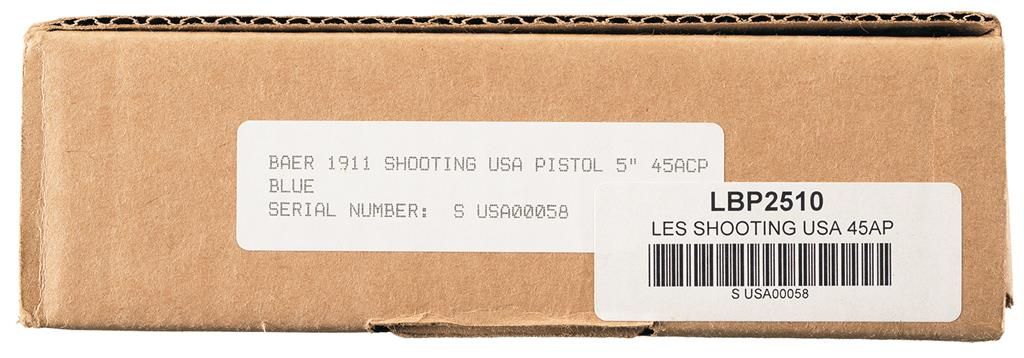 BAER 1911 SHOOTING USA PISTOL 5" 45ACP
BLUE
SERIAL NUMBER: S USA00058
LBP2510
LES SHOOTING USA 45AP
S USA00058